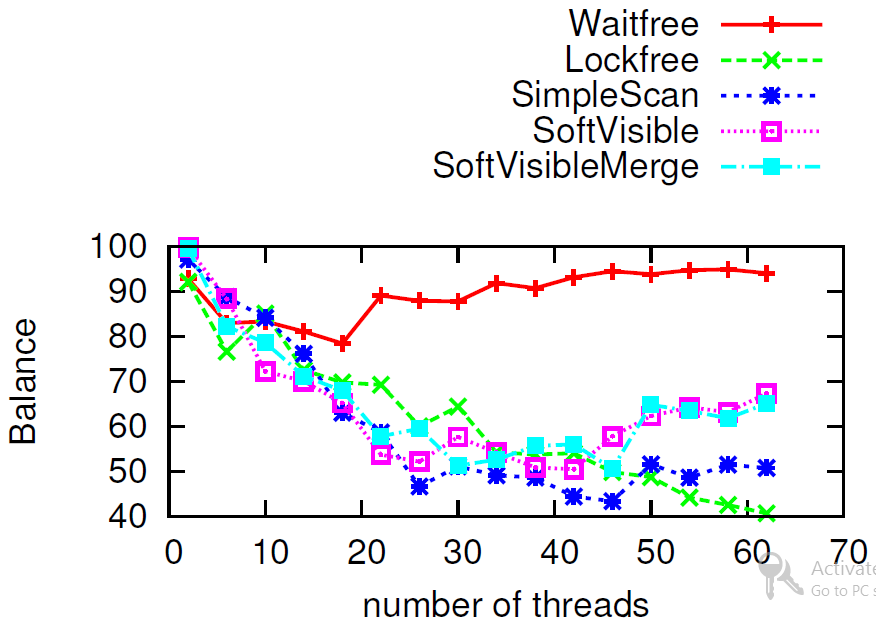 Waitfree
Lockfree
SimpleScan
SoftVisible
SoftVisibleMerge
Balance
100
90
80
70
60
50
40
0 10 20 30 40 50 60 70
number of threads
Activate
Go to PC s